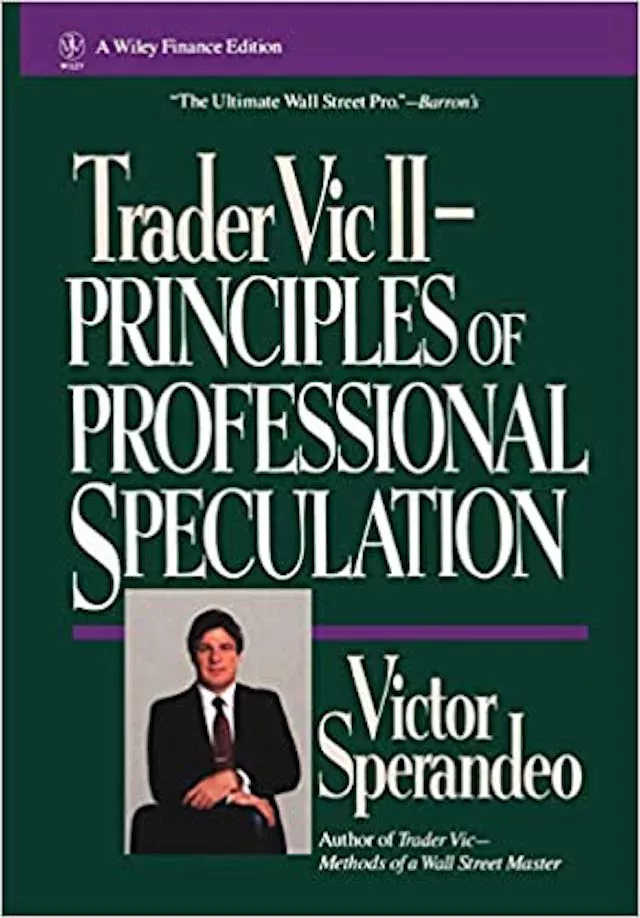 WILEY
A Wiley Finance Edition
"The Ultimate Wall Street Pro."—Barron's
Trader Vic II–
PRINCIPLES OF
PROFESSIONAL
SPECULATION
Victor
Sperandeo
Author of Trader Vic—
Methods of a Wall Street Master